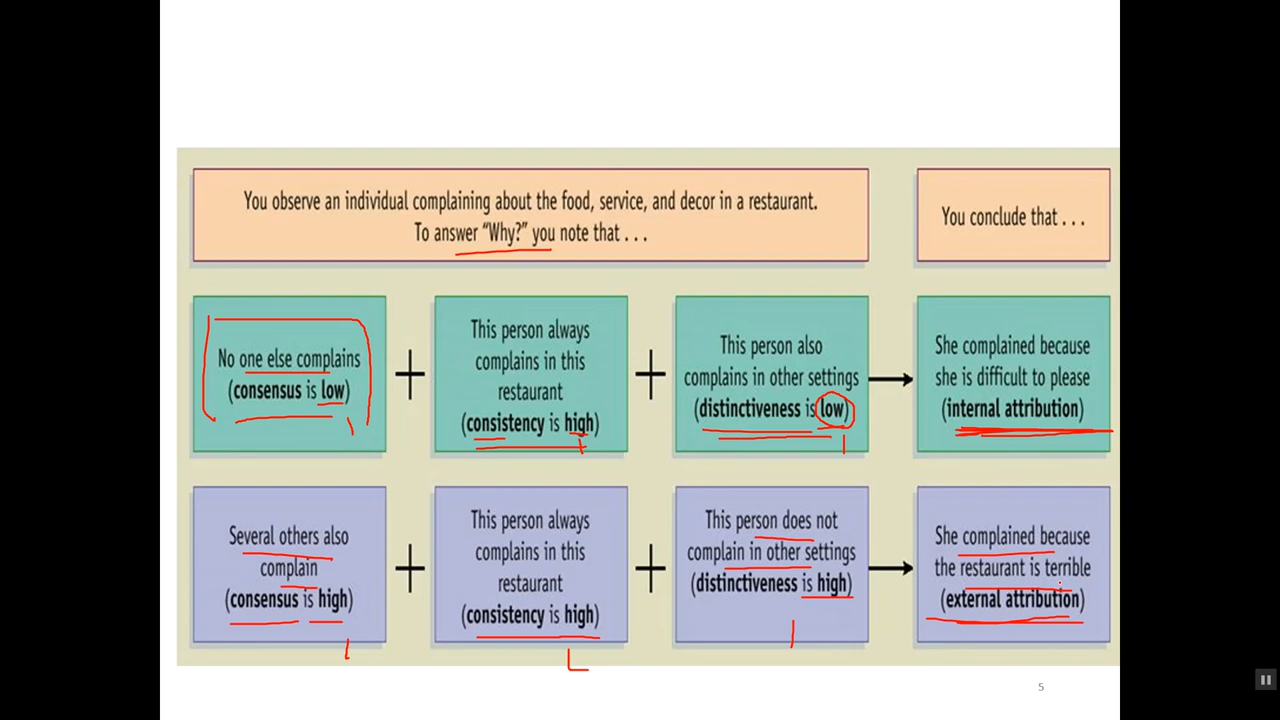 You observe an individual complaining about the food, service, and decor in a restaurant.
To answer “Why?” you note that . . .
You conclude that . . .
No one else complains
(consensus is low)
This person always
complains in this
restaurant
(consistency is high)
This person also
complains in other settings
(distinctiveness is low)
She complained because
she is difficult to please
(internal attribution)
Several others also
complain
(consensus is high)
This person always
complains in this
restaurant
(consistency is high)
This person does not
complain in other settings
(distinctiveness is high)
She complained because
the restaurant is terrible
(external attribution)
5